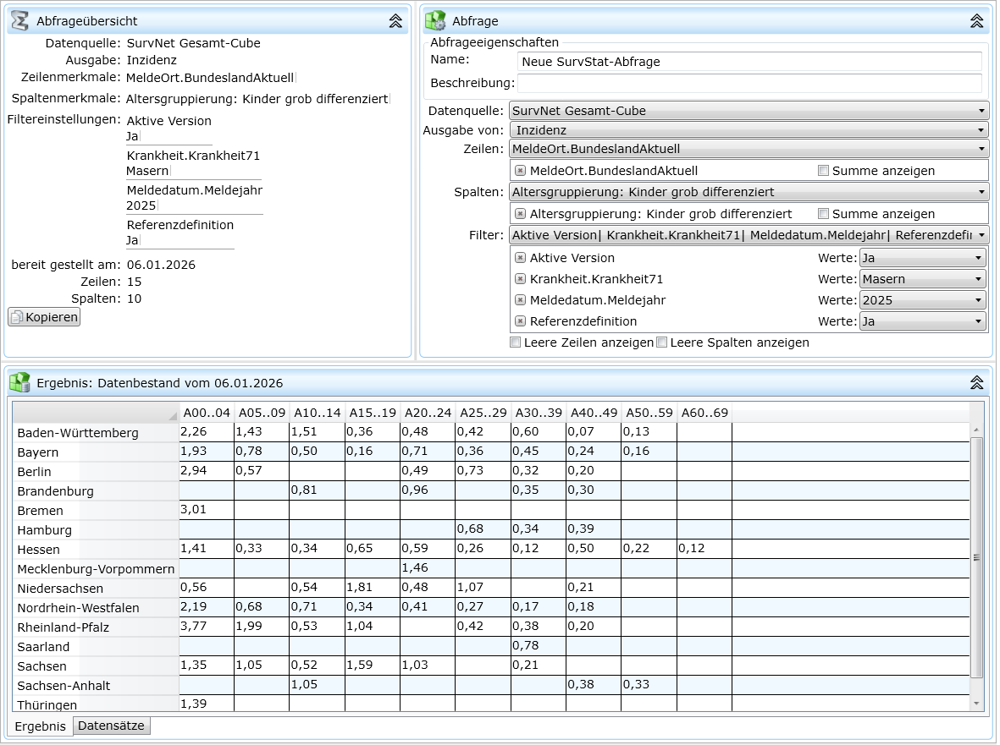 Abfrageübersicht
Datenquelle: SurvNet Gesamt-Cube
Ausgabe: Inzidenz
Zeilenmerkmale: MeldeOrt.BundeslandAktuell
Spaltenmerkmale: Altersgruppierung: Kinder grob differenziert
Filtereinstellungen: Aktive Version
Ja
Krankheit.Krankheit71
Masern
Meldedatum.Meldejahr
2025
Referenzdefinition
Ja
bereit gestellt am: 06.01.2026
Zeilen: 15
Spalten: 10
Kopieren
Abfrage
Abfrageeigenschaften
Name: Neue SurvStat-Abfrage
Beschreibung:
Datenquelle: SurvNet Gesamt-Cube
Ausgabe von: Inzidenz
Zeilen: MeldeOrt.BundeslandAktuell
MeldeOrt.BundeslandAktuell Summe anzeigen
Spalten: Altersgruppierung: Kinder grob differenziert
Altersgruppierung: Kinder grob differenziert Summe anzeigen
Filter: Aktive Version| Krankheit.Krankheit71| Meldedatum.Meldejahr| Referenzdefir
Aktive Version Werte: Ja
Krankheit.Krankheit71 Werte: Masern
Meldedatum.Meldejahr Werte: 2025
Referenzdefinition Werte: Ja
Leere Zeilen anzeigen Leere Spalten anzeigen
Ergebnis: Datenbestand vom 06.01.2026
A00..04 A05..09 A10..14 A15..19 A20..24 A25..29 A30..39 A40..49 A50..59 A60..69
Baden-Württemberg 2,26 1,43 1,51 0,36 0,48 0,42 0,60 0,07 0,13
Bayern 1,93 0,78 0,50 0,16 0,71 0,36 0,45 0,24 0,16
Berlin 2,94 0,57 0,49 0,73 0,32 0,20
Brandenburg 0,81 0,96 0,35 0,30
Bremen 3,01
Hamburg 0,68 0,34 0,39
Hessen 1,41 0,33 0,34 0,65 0,59 0,26 0,12 0,50 0,22 0,12
Mecklenburg-Vorpommern 1,46
Niedersachsen 0,56 0,54 1,81 0,48 1,07 0,21
Nordrhein-Westfalen 2,19 0,68 0,71 0,34 0,41 0,27 0,17 0,18
Rheinland-Pfalz 3,77 1,99 0,53 1,04 0,42 0,38 0,20
Saarland 0,78
Sachsen 1,35 1,05 0,52 1,59 1,03 0,21
Sachsen-Anhalt 1,05 0,38 0,33
Thüringen 1,39
Ergebnis Datensätze